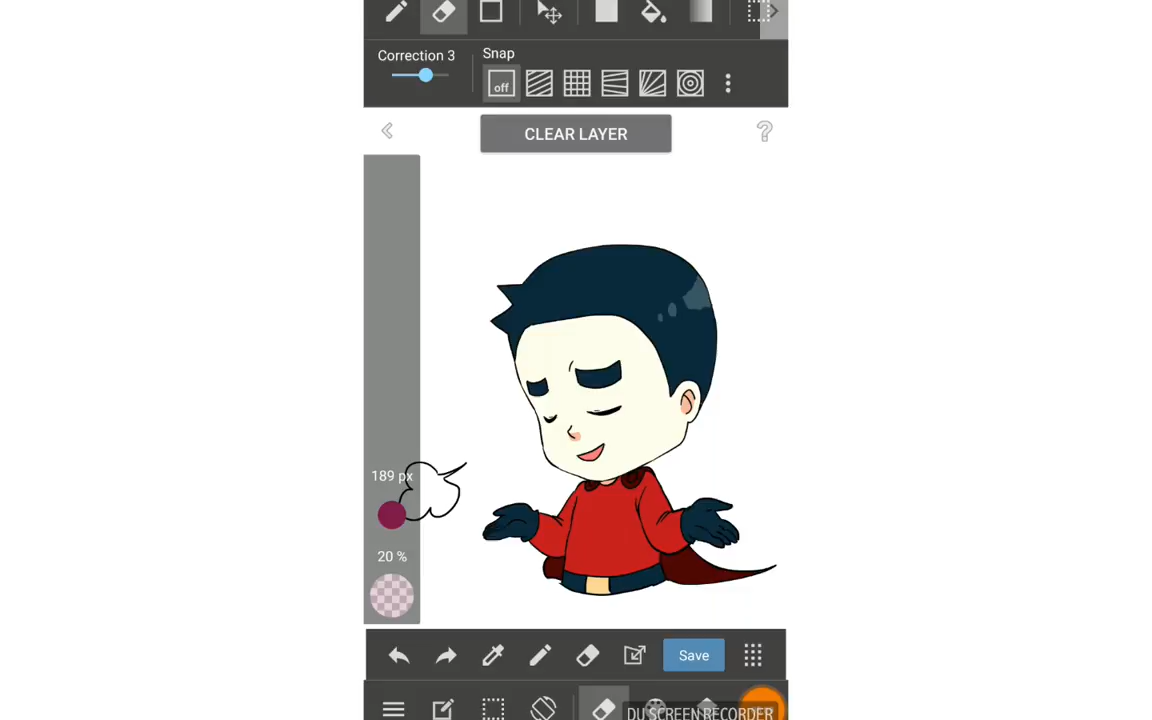 Correction 3
Snap
off
CLEAR LAYER
?
189 px
20 %
Save
DU SCREEN RECORDER